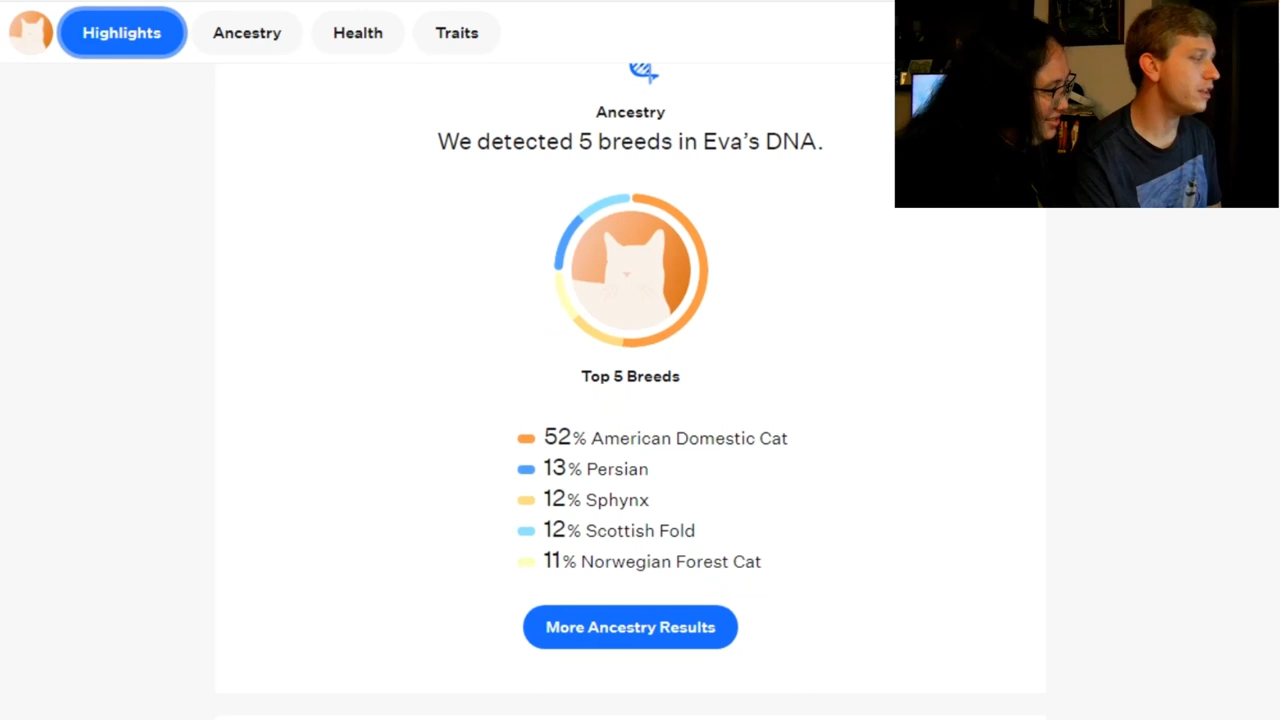 Highlights
Ancestry
Health
Traits
Ancestry
We detected 5 breeds in Eva's DNA.
Top 5 Breeds
52% American Domestic Cat
13% Persian
12% Sphynx
12% Scottish Fold
11% Norwegian Forest Cat
More Ancestry Results